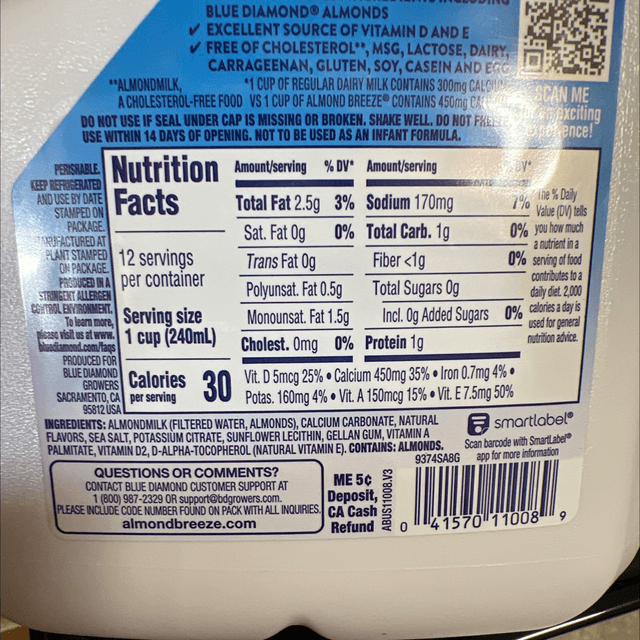 BLUE DIAMOND® ALMONDS
✔ EXCELLENT SOURCE OF VITAMIN D AND E
✔ FREE OF CHOLESTEROL**, MSG, LACTOSE, DAIRY,
CARRAGEENAN, GLUTEN, SOY, CASEIN AND EGG
**ALMONDMILK,
A CHOLESTEROL-FREE FOOD
*1 CUP OF REGULAR DAIRY MILK CONTAINS 300mg CALCIUM
VS 1 CUP OF ALMOND BREEZE® CONTAINS 450mg
DO NOT USE IF SEAL UNDER CAP IS MISSING OR BROKEN. SHAKE WELL. DO NOT FREEZE.
USE WITHIN 14 DAYS OF OPENING. NOT TO BE USED AS AN INFANT FORMULA.
SCAN ME
exciting
PERISHABLE.
KEEP REFRIGERATED
AND USE BY DATE
STAMPED ON
PACKAGE.
MANUFACTURED AT
PLANT STAMPED
ON PACKAGE.
PRODUCED IN A
STRINGENT ALLERGEN
CONTROL ENVIRONMENT.
To learn more,
please visit us at www.
bluediamond.com/faqs
PRODUCED FOR
BLUE DIAMOND
GROWERS
SACRAMENTO, CA
95812 USA
Nutrition
Facts
12 servings
per container
Serving size
1 cup (240mL)
Calories 30
per serving
Amount/serving % DV*
Total Fat 2.5g 3%
Sat. Fat 0g 0%
Trans Fat 0g
Polyunsat. Fat 0.5g
Monounsat. Fat 1.5g
Cholest. 0mg 0%
Amount/serving % DV*
Sodium 170mg 7%
Total Carb. 1g 0%
Fiber <1g 0%
Total Sugars 0g
Incl. 0g Added Sugars 0%
Protein 1g
Vit. D 5mcg 25% • Calcium 450mg 35% • Iron 0.7mg 4% •
Potas. 160mg 4% • Vit. A 150mcg 15% • Vit. E 7.5mg 50%
*The % Daily
Value (DV) tells
you how much
a nutrient in a
serving of food
contributes to a
daily diet. 2,000
calories a day is
used for general
nutrition advice.
INGREDIENTS: ALMONDMILK (FILTERED WATER, ALMONDS), CALCIUM CARBONATE, NATURAL
FLAVORS, SEA SALT, POTASSIUM CITRATE, SUNFLOWER LECITHIN, GELLAN GUM, VITAMIN A
PALMITATE, VITAMIN D2, D-ALPHA-TOCOPHEROL (NATURAL VITAMIN E). CONTAINS: ALMONDS.
smartlabel®
Scan barcode with SmartLabel®
app for more information
9374SA8G
QUESTIONS OR COMMENTS?
CONTACT BLUE DIAMOND CUSTOMER SUPPORT AT
1 (800) 987-2329 OR support@bdgrowers.com.
PLEASE INCLUDE CODE NUMBER FOUND ON PACK WITH ALL INQUIRIES.
almondbreeze.com
ME 5¢
Deposit,
CA Cash
Refund
ABUS11008.V3
0 41570 11008 9